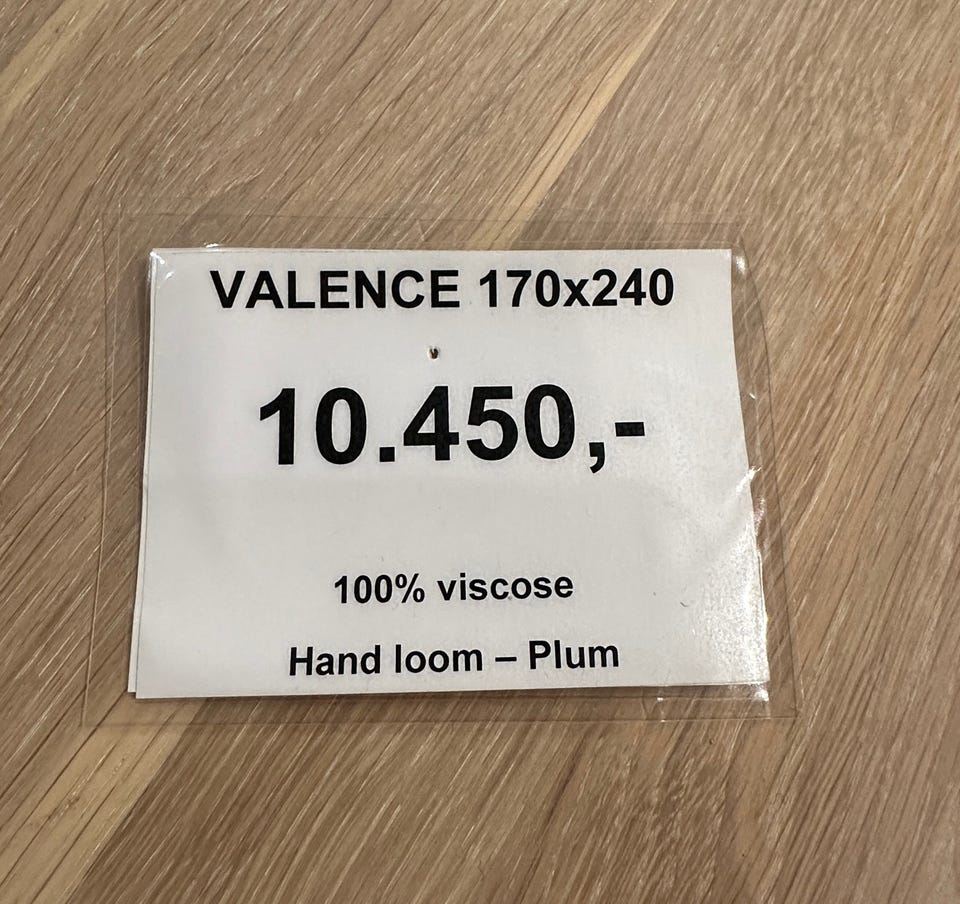 VALENCE 170x240
10.450,-
100% viscose
Hand loom – Plum